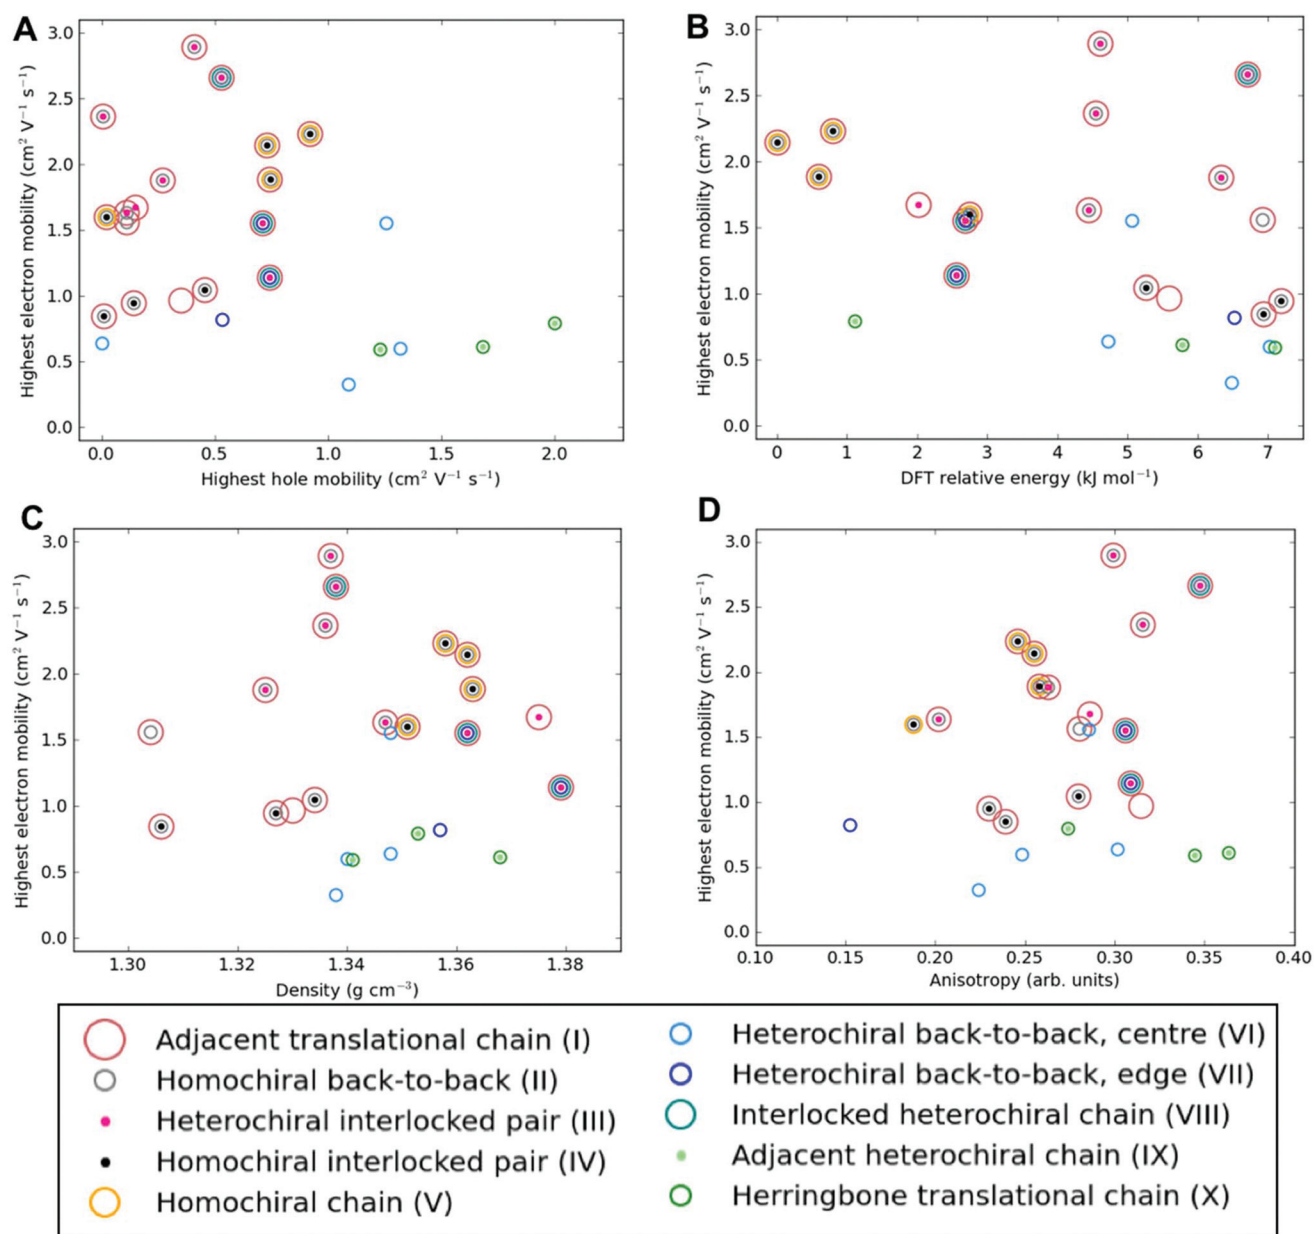 A
Highest electron mobility (cm² V⁻¹ s⁻¹)
3.0
2.5
2.0
1.5
1.0
0.5
0.0
0.0 0.5 1.0 1.5 2.0
Highest hole mobility (cm² V⁻¹ s⁻¹)
B
Highest electron mobility (cm² V⁻¹ s⁻¹)
3.0
2.5
2.0
1.5
1.0
0.5
0.0
0 1 2 3 4 5 6 7
DFT relative energy (kJ mol⁻¹)
C
Highest electron mobility (cm² V⁻¹ s⁻¹)
3.0
2.5
2.0
1.5
1.0
0.5
0.0
1.30 1.32 1.34 1.36 1.38
Density (g cm⁻³)
D
Highest electron mobility (cm² V⁻¹ s⁻¹)
3.0
2.5
2.0
1.5
1.0
0.5
0.0
0.10 0.15 0.20 0.25 0.30 0.35 0.40
Anisotropy (arb. units)
Adjacent translational chain (I)
Homochiral back-to-back (II)
Heterochiral interlocked pair (III)
Homochiral interlocked pair (IV)
Homochiral chain (V)
Heterochiral back-to-back, centre (VI)
Heterochiral back-to-back, edge (VII)
Interlocked heterochiral chain (VIII)
Adjacent heterochiral chain (IX)
Herringbone translational chain (X)